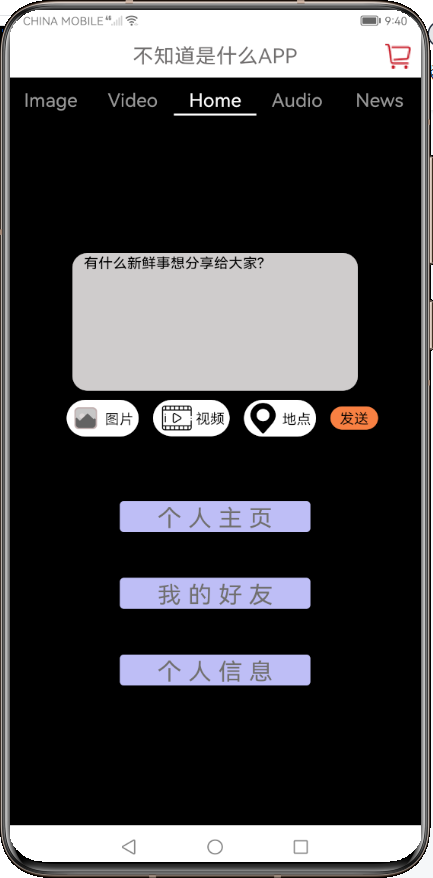 CHINA MOBILE 9:40
不知道是什么APP
Image Video Home Audio News
有什么新鲜事想分享给大家?
图片 视频 地点 发送
个人主页
我的好友
个人信息